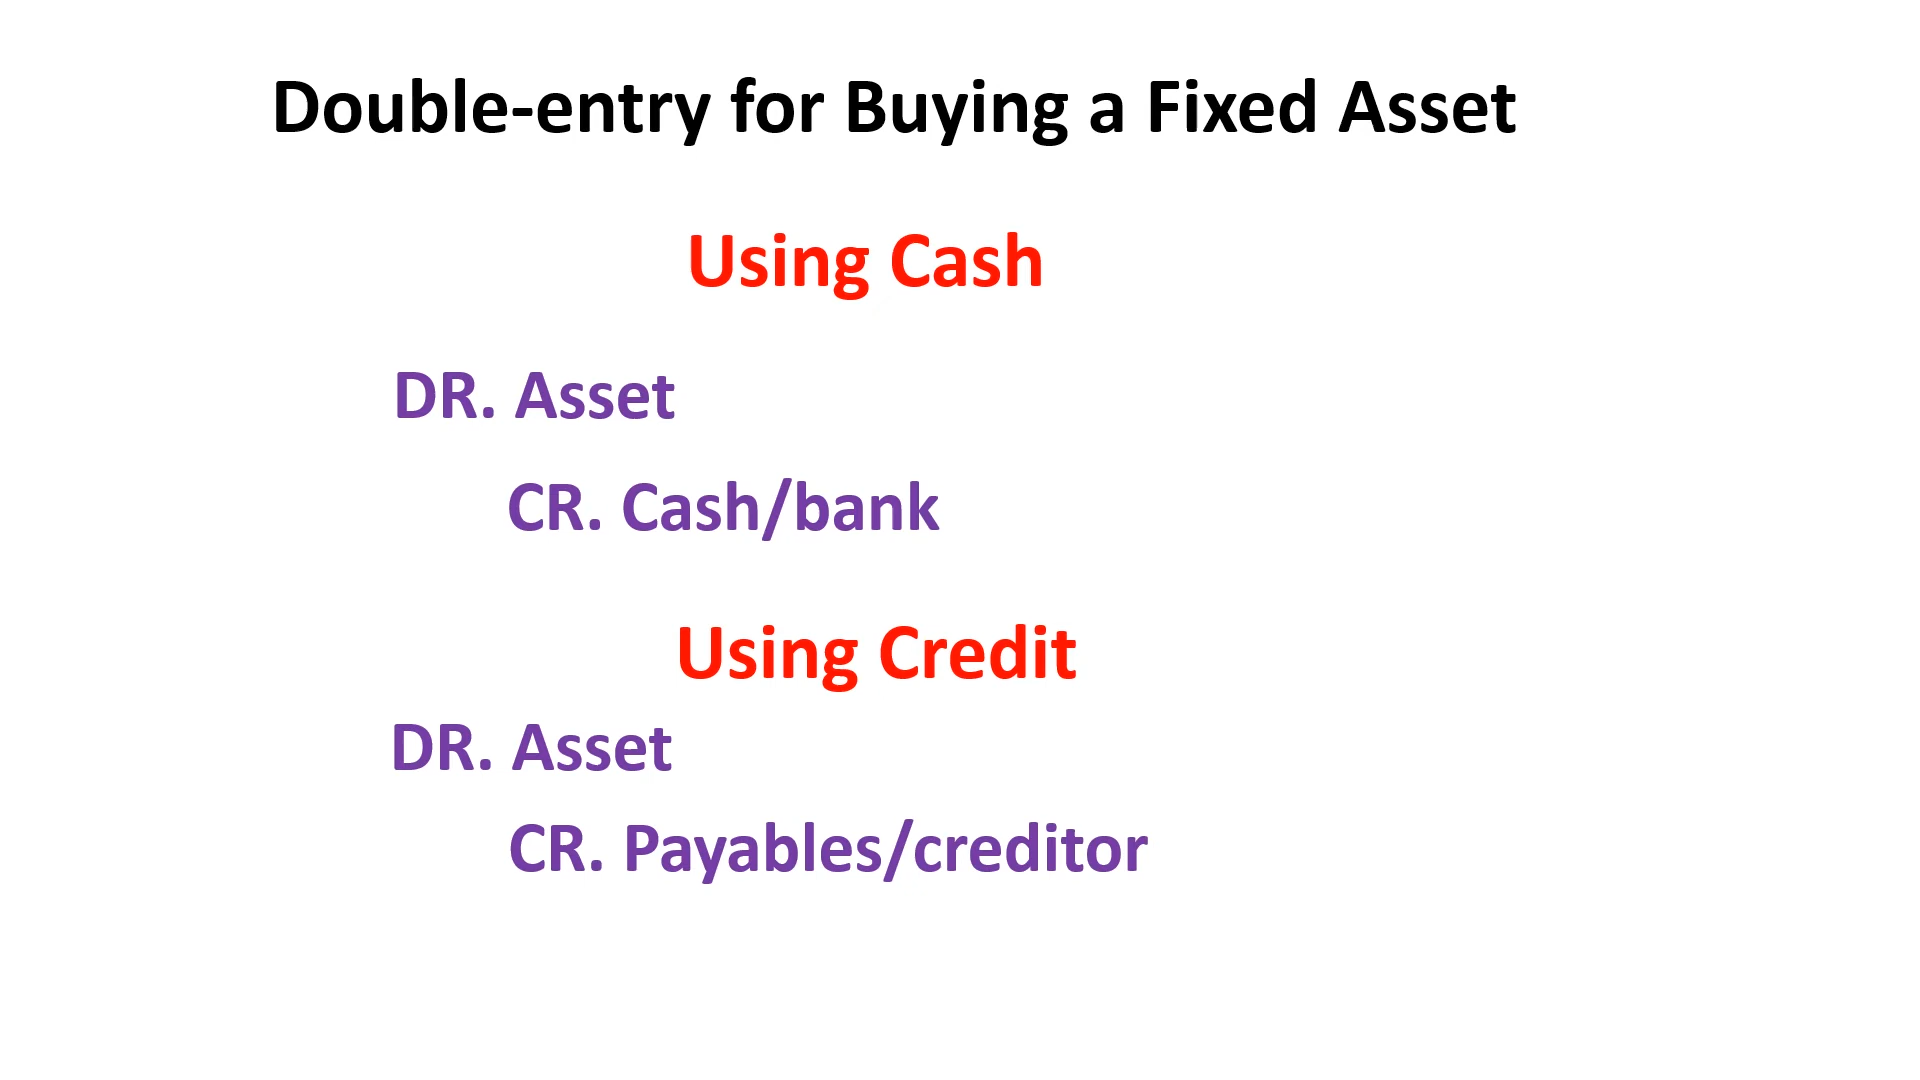 Double-entry for Buying a Fixed Asset
Using Cash
DR. Asset
CR. Cash/bank
Using Credit
DR. Asset
CR. Payables/creditor